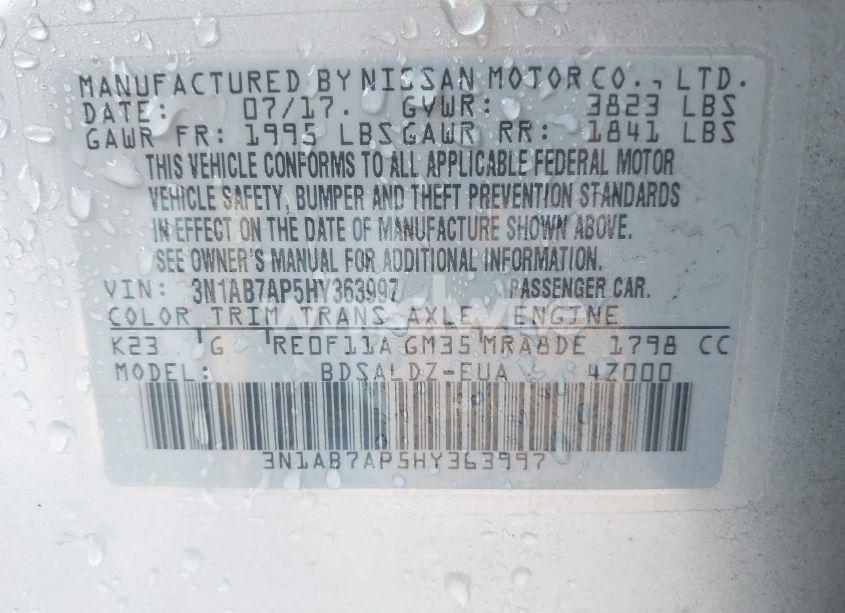 MANUFACTURED BY NISSAN MOTOR CO., LTD.
DATE: 07/17. GVWR: 3823 LBS
GAWR FR: 1995 LBS GAWR RR: 1841 LBS
THIS VEHICLE CONFORMS TO ALL APPLICABLE FEDERAL MOTOR
VEHICLE SAFETY, BUMPER AND THEFT PREVENTION STANDARDS
IN EFFECT ON THE DATE OF MANUFACTURE SHOWN ABOVE.
SEE OWNER'S MANUAL FOR ADDITIONAL INFORMATION.
VIN: 3N1AB7AP5HY363997 PASSENGER CAR.
COLOR TRIM TRANS AXLE ENGINE
K23 G RE0F11A GM35 MRA8DE 1798 CC
MODEL: BDSALDZ-EUA 4Z000
3N1AB7AP5HY363997